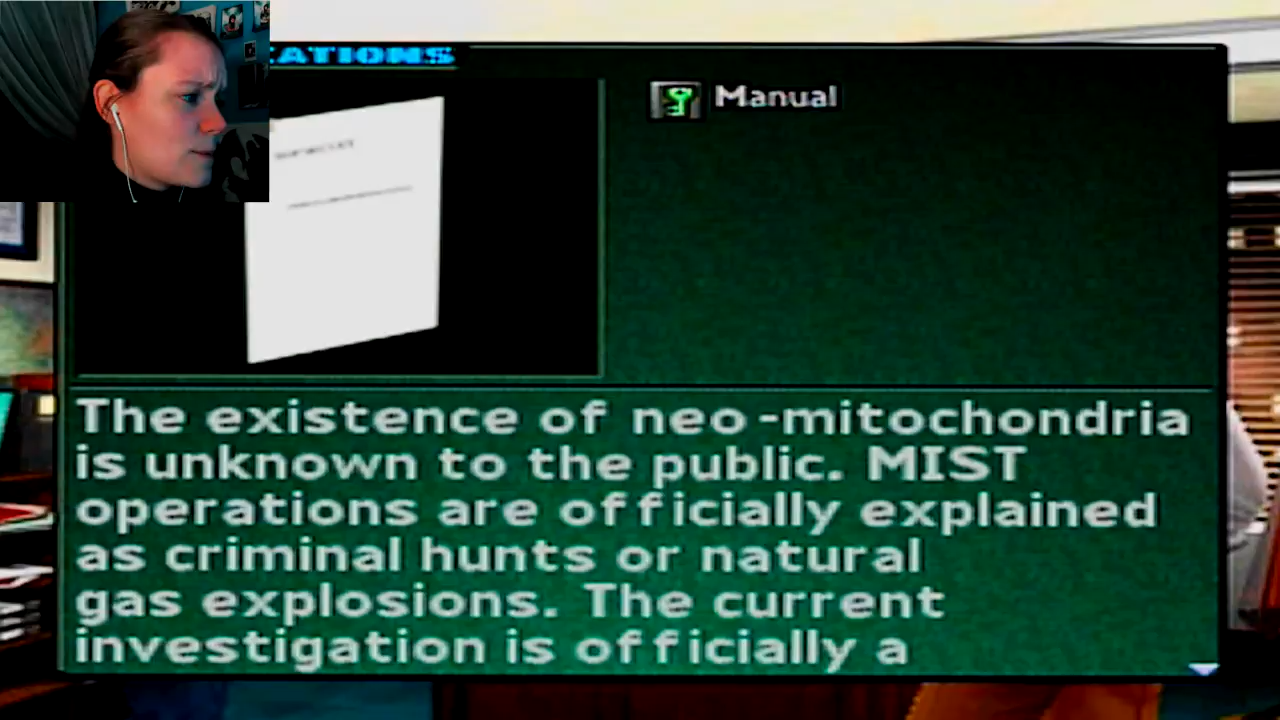 CATIONS
Manual
The existence of neo-mitochondria
is unknown to the public. MIST
operations are officially explained
as criminal hunts or natural
gas explosions. The current
investigation is officially a